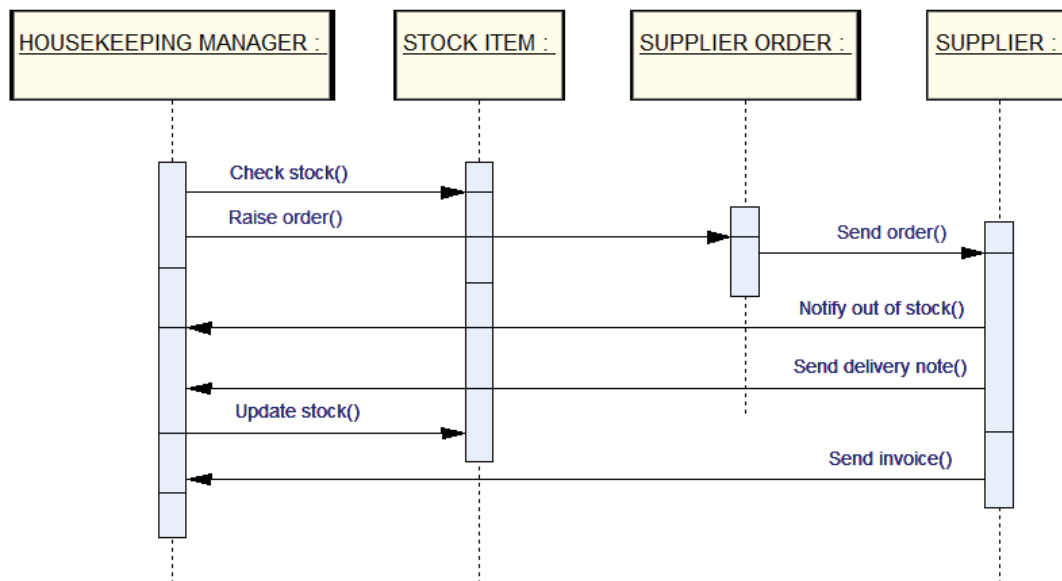 HOUSEKEEPING MANAGER :
STOCK ITEM :
SUPPLIER ORDER :
SUPPLIER :
Check stock()
Raise order()
Send order()
Notify out of stock()
Send delivery note()
Update stock()
Send invoice()